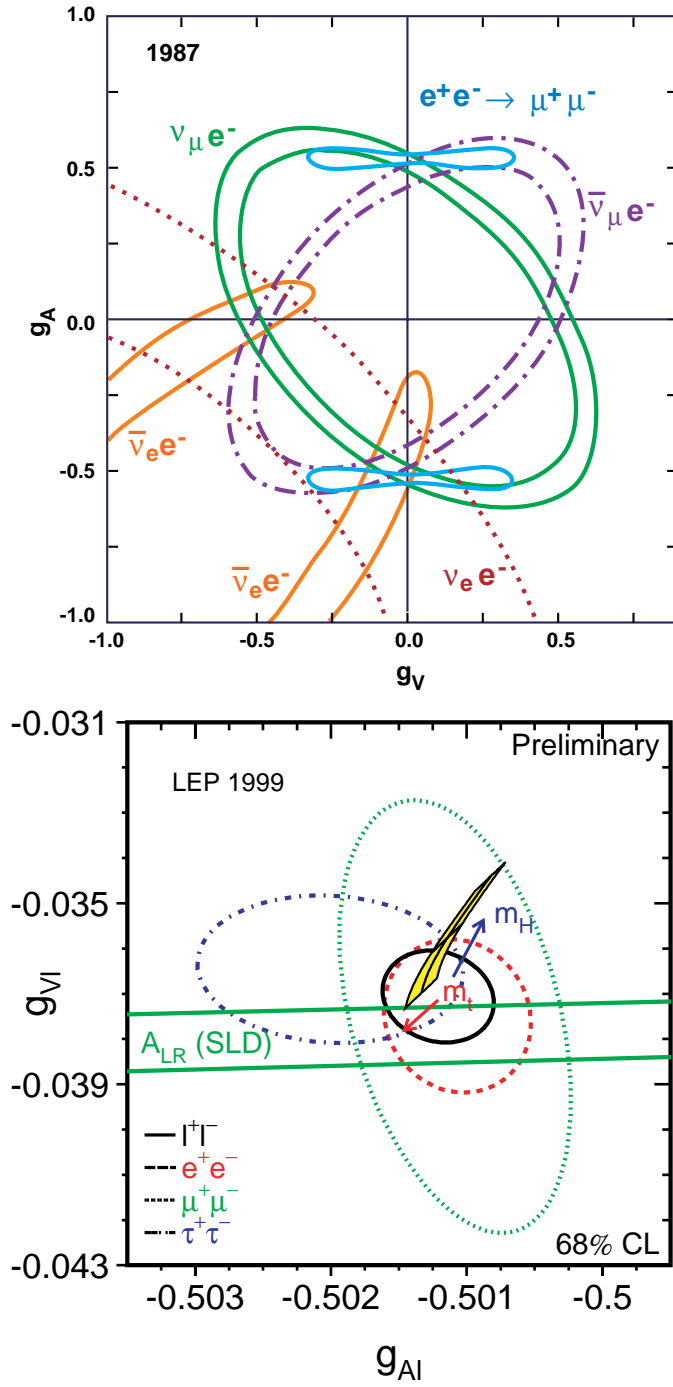 1.0
1987
e⁺e⁻ → μ⁺μ⁻
ν_μ e⁻
0.5
ν̄_μ e⁻
g_A
0.0
ν̄_e e⁻
-0.5
ν̄_e e⁻
ν_e e⁻
-1.0
-1.0 -0.5 0.0 0.5
g_V
-0.031
Preliminary
LEP 1999
-0.035
m_H
g_Vl
m_t
A_LR (SLD)
-0.039
l⁺l⁻
e⁺e⁻
μ⁺μ⁻
τ⁺τ⁻
68% CL
-0.043
-0.503 -0.502 -0.501 -0.5
g_Al